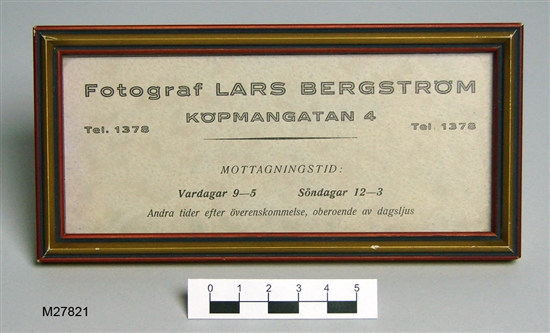 Fotograf LARS BERGSTRÖM
KÖPMANGATAN 4
Tel. 1378 Tel. 1378
MOTTAGNINGSTID:
Vardagar 9—5 Söndagar 12—3
Andra tider efter överenskommelse, oberoende av dagsljus
0 1 2 3 4 5
M27821